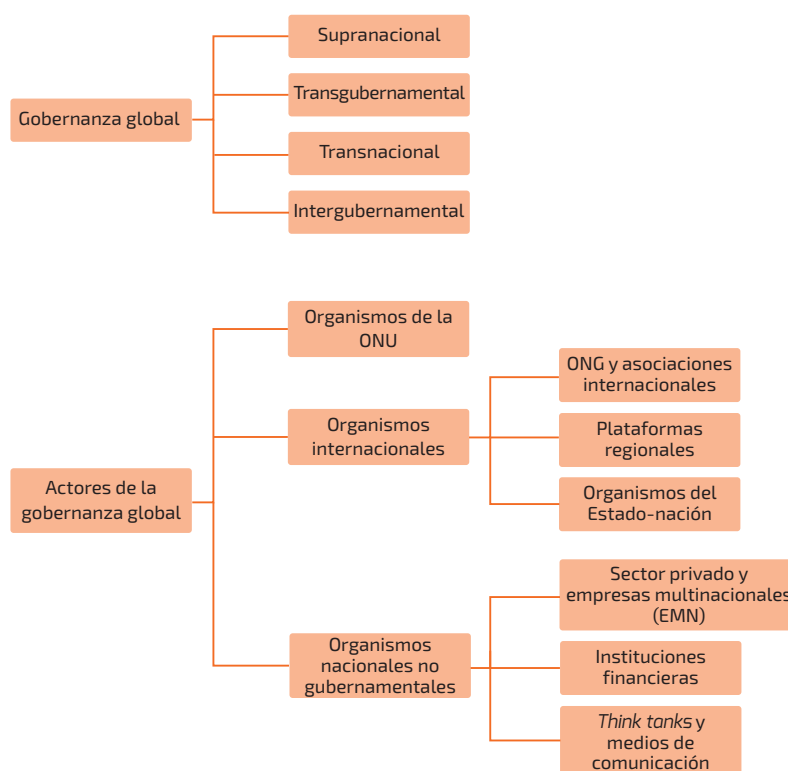 Gobernanza global
Supranacional
Transgubernamental
Transnacional
Intergubernamental
Actores de la
gobernanza global
Organismos de la
ONU
Organismos
internacionales
ONG y asociaciones
internacionales
Plataformas
regionales
Organismos del
Estado-nación
Organismos
nacionales no
gubernamentales
Sector privado y
empresas multinacionales
(EMN)
Instituciones
financieras
Think tanks y
medios de
comunicación